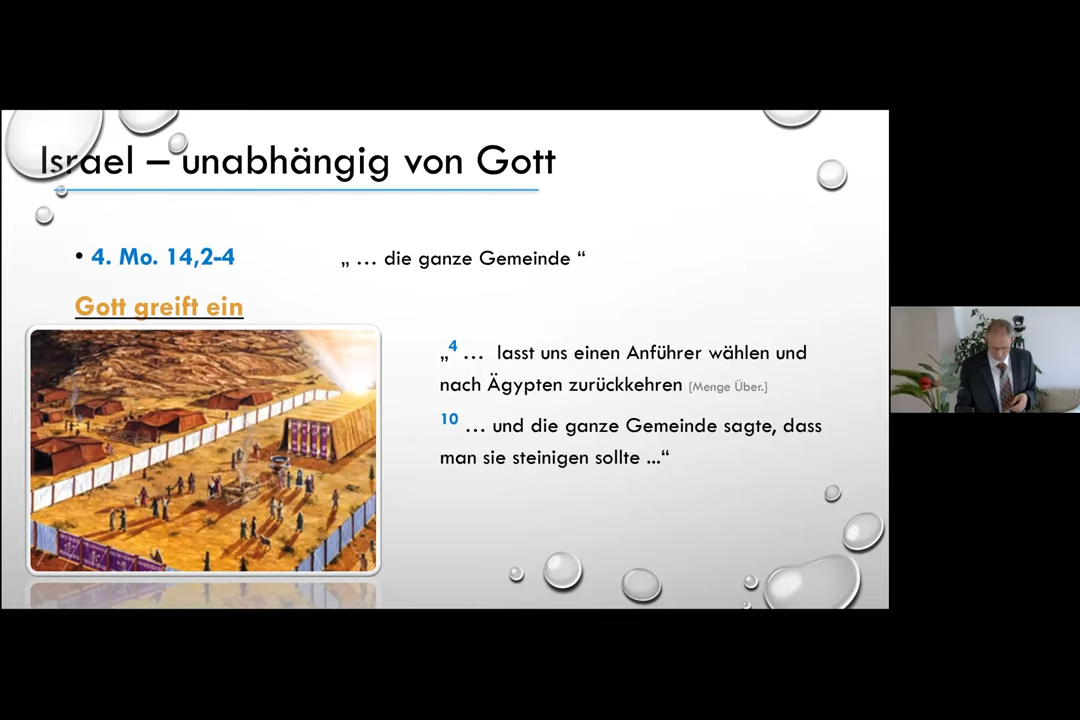 Israel – unabhängig von Gott
• 4. Mo. 14,2-4
„ … die ganze Gemeinde “
Gott greift ein
„4 … lasst uns einen Anführer wählen und
nach Ägypten zurückkehren [Menge Über.]
10 … und die ganze Gemeinde sagte, dass
man sie steinigen sollte ...“